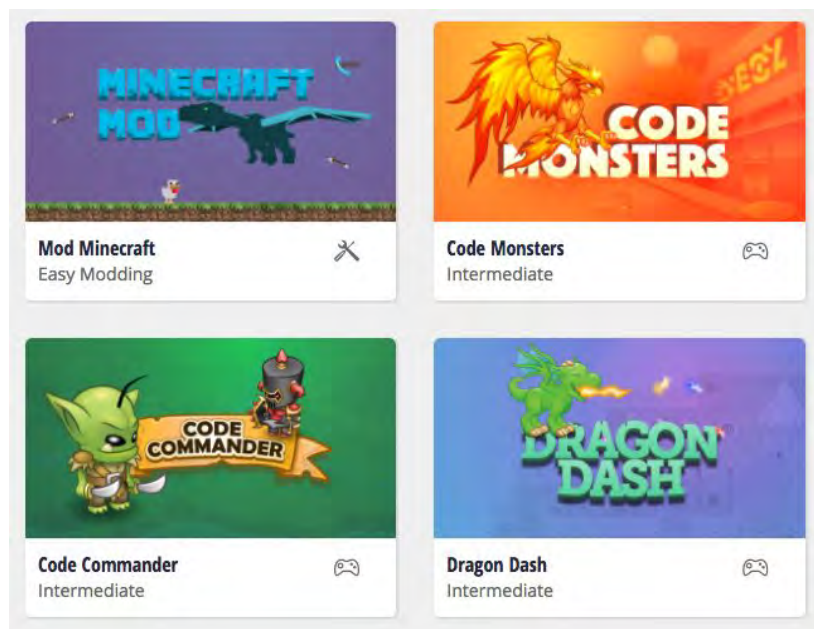 MINECRAFT
MOD
Mod Minecraft
Easy Modding
CODE
MONSTERS
Code Monsters
Intermediate
CODE
COMMANDER
Code Commander
Intermediate
DRAGON
DASH
Dragon Dash
Intermediate